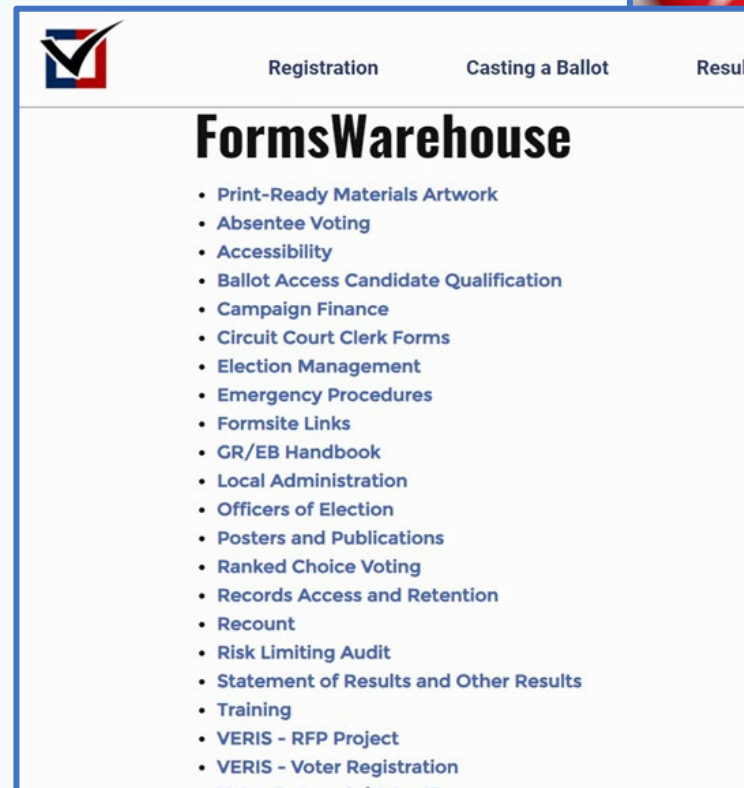 Registration Casting a Ballot
FormsWarehouse
• Print-Ready Materials Artwork
• Absentee Voting
• Accessibility
• Ballot Access Candidate Qualification
• Campaign Finance
• Circuit Court Clerk Forms
• Election Management
• Emergency Procedures
• Formsite Links
• GR/EB Handbook
• Local Administration
• Officers of Election
• Posters and Publications
• Ranked Choice Voting
• Records Access and Retention
• Recount
• Risk Limiting Audit
• Statement of Results and Other Results
• Training
• VERIS - RFP Project
• VERIS - Voter Registration